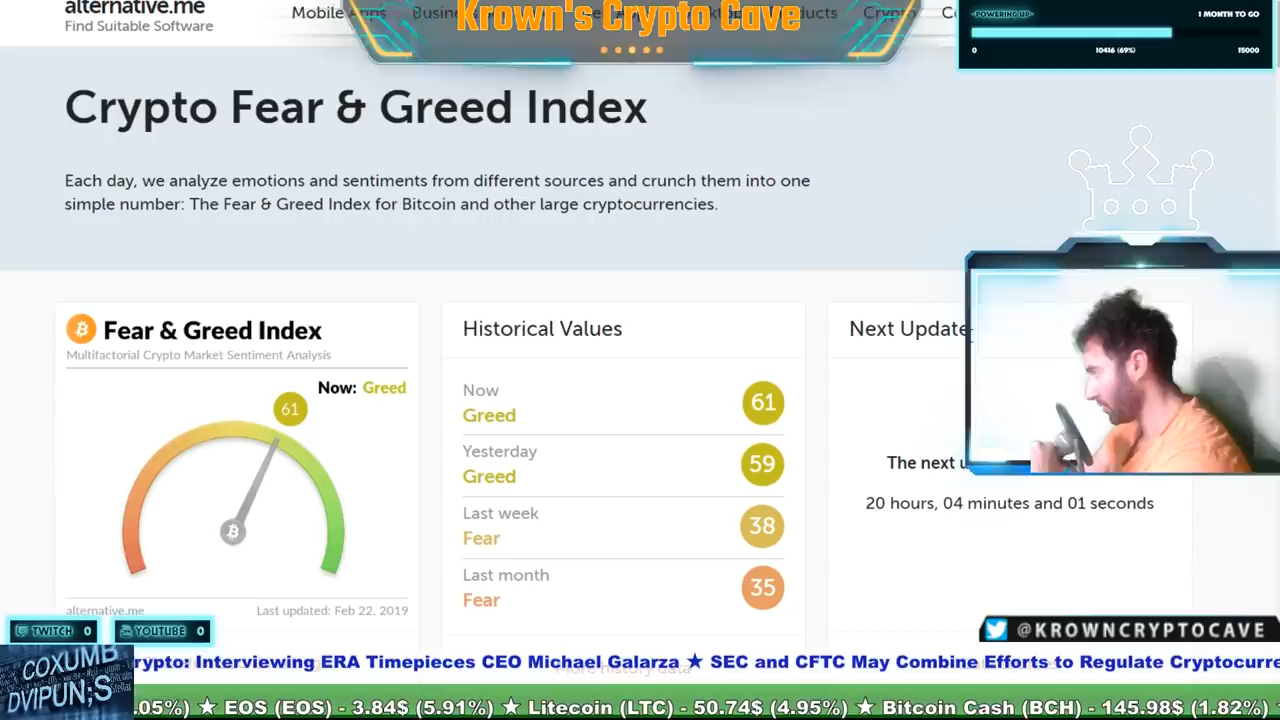 alternative.me
Find Suitable Software
Mobile Apps
Krown's Crypto Cave
-POWERING UP-
1 MONTH TO GO
0
10416 (69%)
15000
Crypto Fear & Greed Index
Each day, we analyze emotions and sentiments from different sources and crunch them into one
simple number: The Fear & Greed Index for Bitcoin and other large cryptocurrencies.
Fear & Greed Index
Multifactorial Crypto Market Sentiment Analysis
Now: Greed
61
alternative.me
Last updated: Feb 22, 2019
Historical Values
Now
Greed
61
Yesterday
Greed
59
Last week
Fear
38
Last month
Fear
35
Next Update
The next u
20 hours, 04 minutes and 01 seconds
TWITCH 0
YOUTUBE 0
@KROWNCRYPTOCAVE
rypto: Interviewing ERA Timepieces CEO Michael Galarza ★ SEC and CFTC May Combine Efforts to Regulate Cryptocurre
.05%) ★ EOS (EOS) - 3.84$ (5.91%) ★ Litecoin (LTC) - 50.74$ (4.95%) ★ Bitcoin Cash (BCH) - 145.98$ (1.82%)